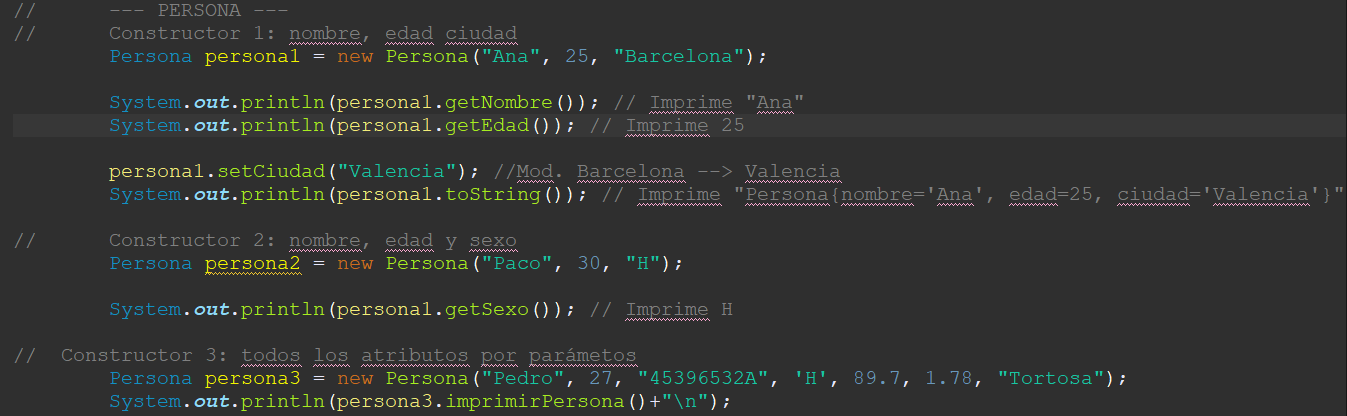 // --- PERSONA ---
// Constructor 1: nombre, edad ciudad
Persona persona1 = new Persona("Ana", 25, "Barcelona");
System.out.println(persona1.getNombre()); // Imprime "Ana"
System.out.println(persona1.getEdad()); // Imprime 25
persona1.setCiudad("Valencia"); //Mod. Barcelona --> Valencia
System.out.println(persona1.toString()); // Imprime "Persona{nombre='Ana', edad=25, ciudad='Valencia'}"
// Constructor 2: nombre, edad y sexo
Persona persona2 = new Persona("Paco", 30, "H");
System.out.println(persona1.getSexo()); // Imprime H
// Constructor 3: todos los atributos por parámetos
Persona persona3 = new Persona("Pedro", 27, "45396532A", 'H', 89.7, 1.78, "Tortosa");
System.out.println(persona3.imprimirPersona()+"\n");